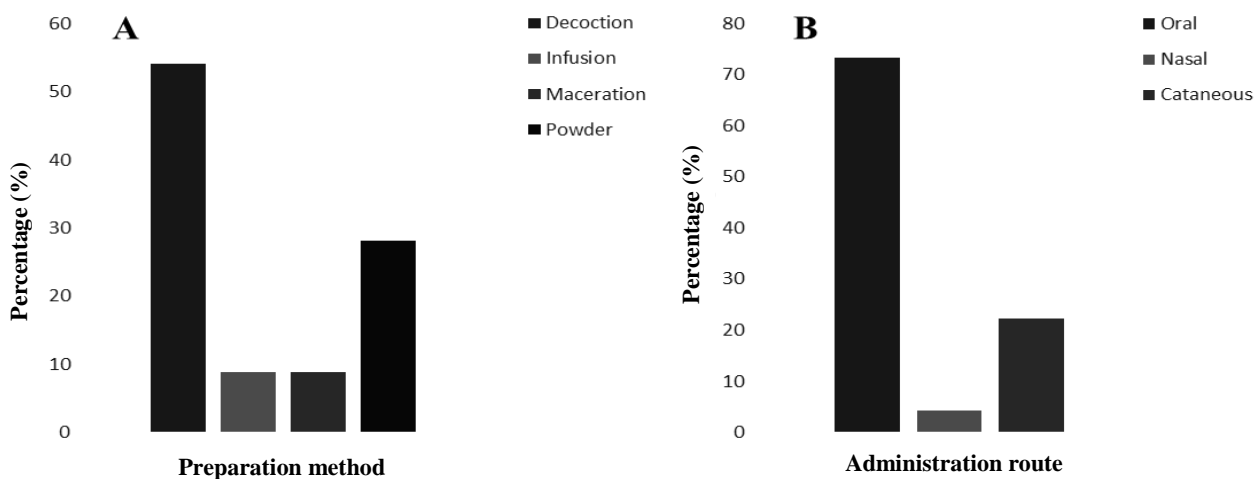 A
60
50
40
30
20
10
0
Percentage (%)
Preparation method
Decoction
Infusion
Maceration
Powder
B
80
70
60
50
40
30
20
10
0
Percentage (%)
Administration route
Oral
Nasal
Cataneous